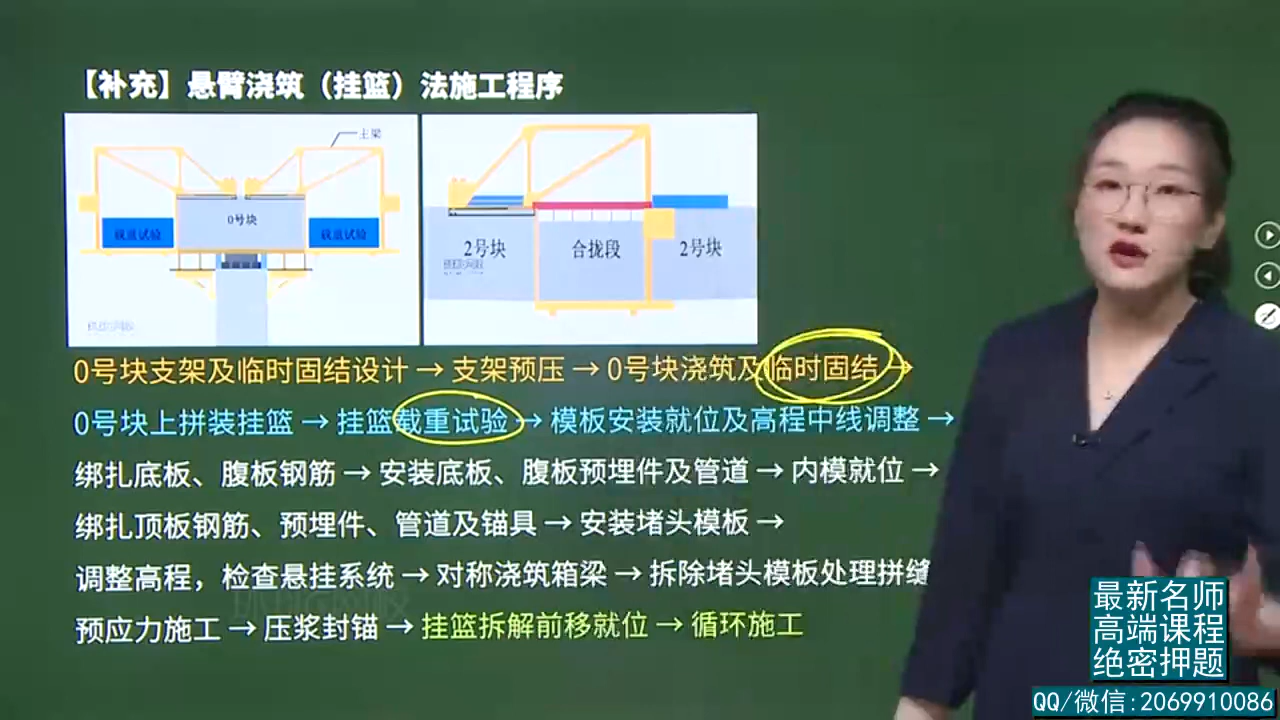 【补充】悬臂浇筑（挂篮）法施工程序
主梁
0号块
载重试验
载重试验
2号块
合拢段
2号块
0号块支架及临时固结设计→支架预压→0号块浇筑及临时固结→
0号块上拼装挂篮→挂篮载重试验→模板安装就位及高程中线调整→
绑扎底板、腹板钢筋→安装底板、腹板预埋件及管道→内模就位→
绑扎顶板钢筋、预埋件、管道及锚具→安装堵头模板→
调整高程，检查悬挂系统→对称浇筑箱梁→拆除堵头模板处理拼缝
预应力施工→压浆封锚→挂篮拆解前移就位→循环施工
最新名师
高端课程
绝密押题
QQ/微信:2069910086